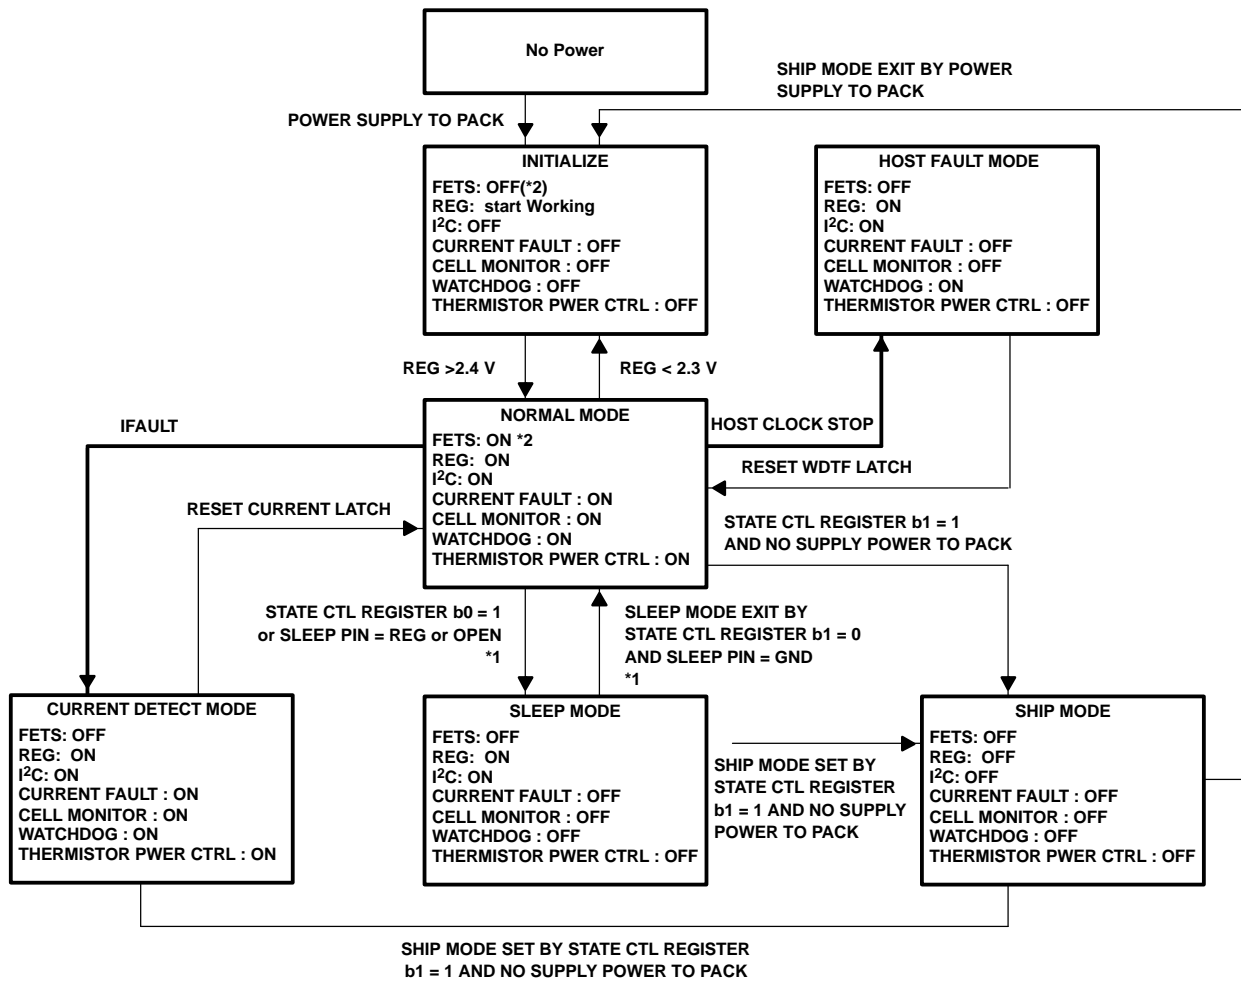 No Power
SHIP MODE EXIT BY POWER
SUPPLY TO PACK
POWER SUPPLY TO PACK
INITIALIZE
FETS: OFF(*2)
REG: start Working
I²C: OFF
CURRENT FAULT : OFF
CELL MONITOR : OFF
WATCHDOG : OFF
THERMISTOR PWER CTRL : OFF
HOST FAULT MODE
FETS: OFF
REG: ON
I²C: ON
CURRENT FAULT : OFF
CELL MONITOR : OFF
WATCHDOG : ON
THERMISTOR PWER CTRL : OFF
REG >2.4 V
REG < 2.3 V
IFAULT
NORMAL MODE
FETS: ON *2
REG: ON
I²C: ON
CURRENT FAULT : ON
CELL MONITOR : ON
WATCHDOG : ON
THERMISTOR PWER CTRL : ON
HOST CLOCK STOP
RESET WDTF LATCH
RESET CURRENT LATCH
STATE CTL REGISTER b1 = 1
AND NO SUPPLY POWER TO PACK
STATE CTL REGISTER b0 = 1
or SLEEP PIN = REG or OPEN
*1
SLEEP MODE EXIT BY
STATE CTL REGISTER b1 = 0
AND SLEEP PIN = GND
*1
CURRENT DETECT MODE
FETS: OFF
REG: ON
I²C: ON
CURRENT FAULT : ON
CELL MONITOR : ON
WATCHDOG : ON
THERMISTOR PWER CTRL : ON
SLEEP MODE
FETS: OFF
REG: ON
I²C: ON
CURRENT FAULT : OFF
CELL MONITOR : OFF
WATCHDOG : OFF
THERMISTOR PWER CTRL : OFF
SHIP MODE SET BY
STATE CTL REGISTER
b1 = 1 AND NO SUPPLY
POWER TO PACK
SHIP MODE
FETS: OFF
REG: OFF
I²C: OFF
CURRENT FAULT : OFF
CELL MONITOR : OFF
WATCHDOG : OFF
THERMISTOR PWER CTRL : OFF
SHIP MODE SET BY STATE CTL REGISTER
b1 = 1 AND NO SUPPLY POWER TO PACK